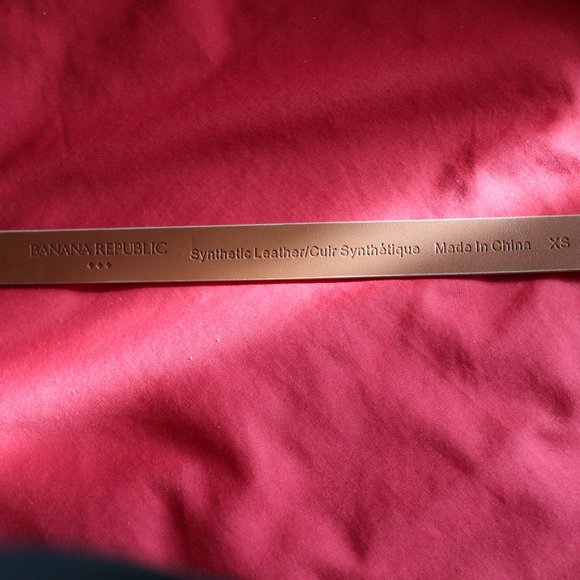 BANANA REPUBLIC Synthetic Leather/Cuir Synthétique Made In China XS